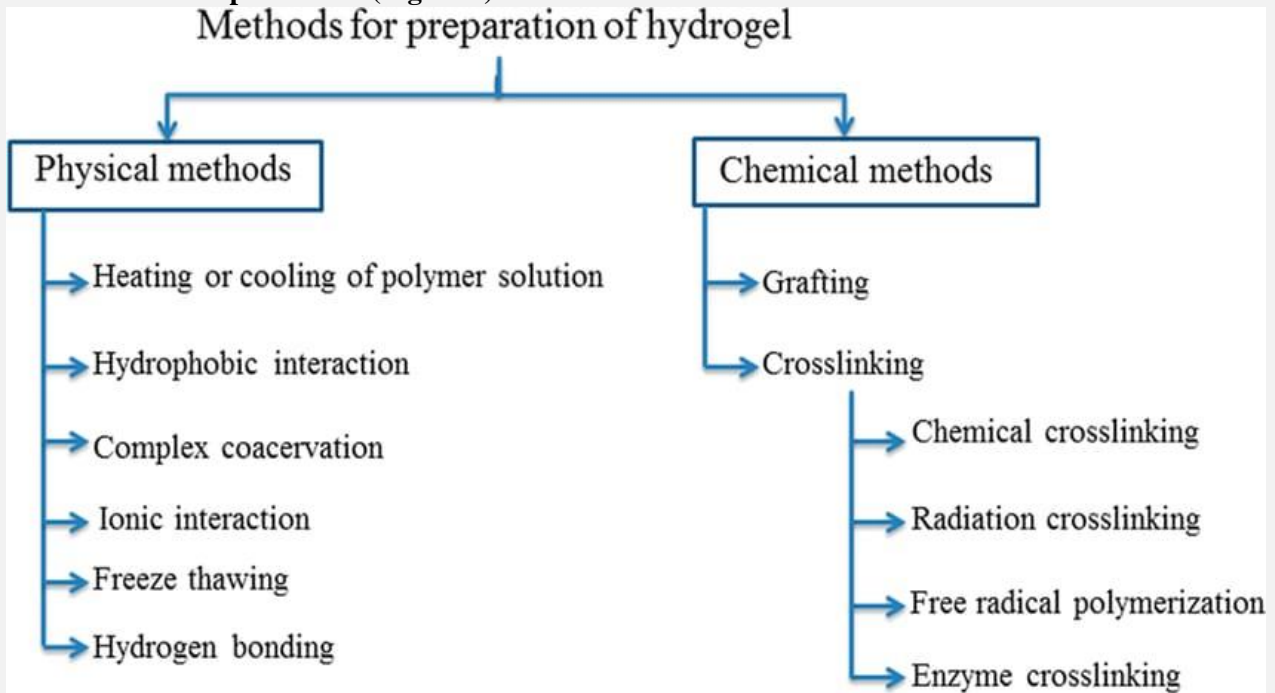 Methods for preparation of hydrogel
Physical methods
Heating or cooling of polymer solution
Hydrophobic interaction
Complex coacervation
Ionic interaction
Freeze thawing
Hydrogen bonding
Chemical methods
Grafting
Crosslinking
Chemical crosslinking
Radiation crosslinking
Free radical polymerization
Enzyme crosslinking